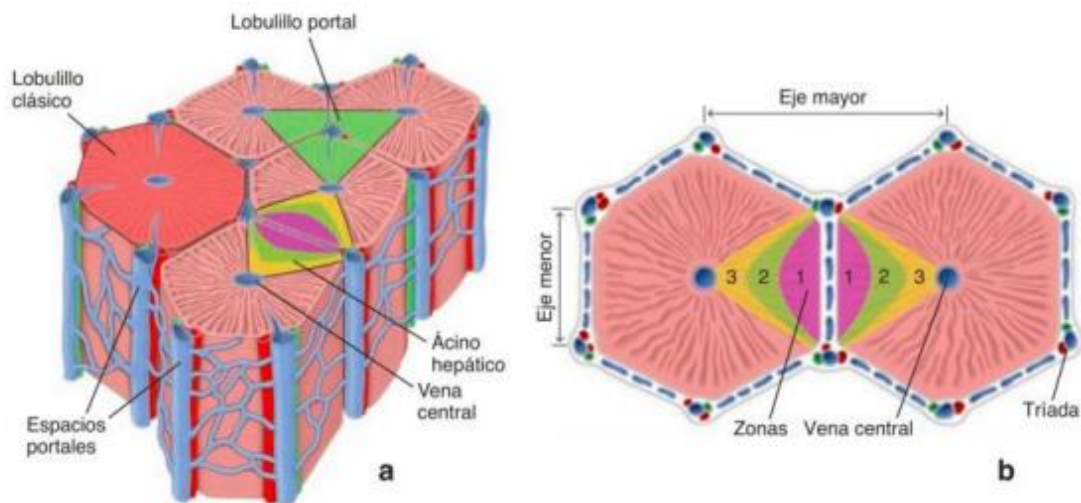 Lobulillo portal
Lobulillo
clásico
Ácino
hepático
Vena
central
Espacios
portales
a
Eje mayor
Eje menor
3
2
1
1
2
3
Zonas
Vena central
Tríada
b